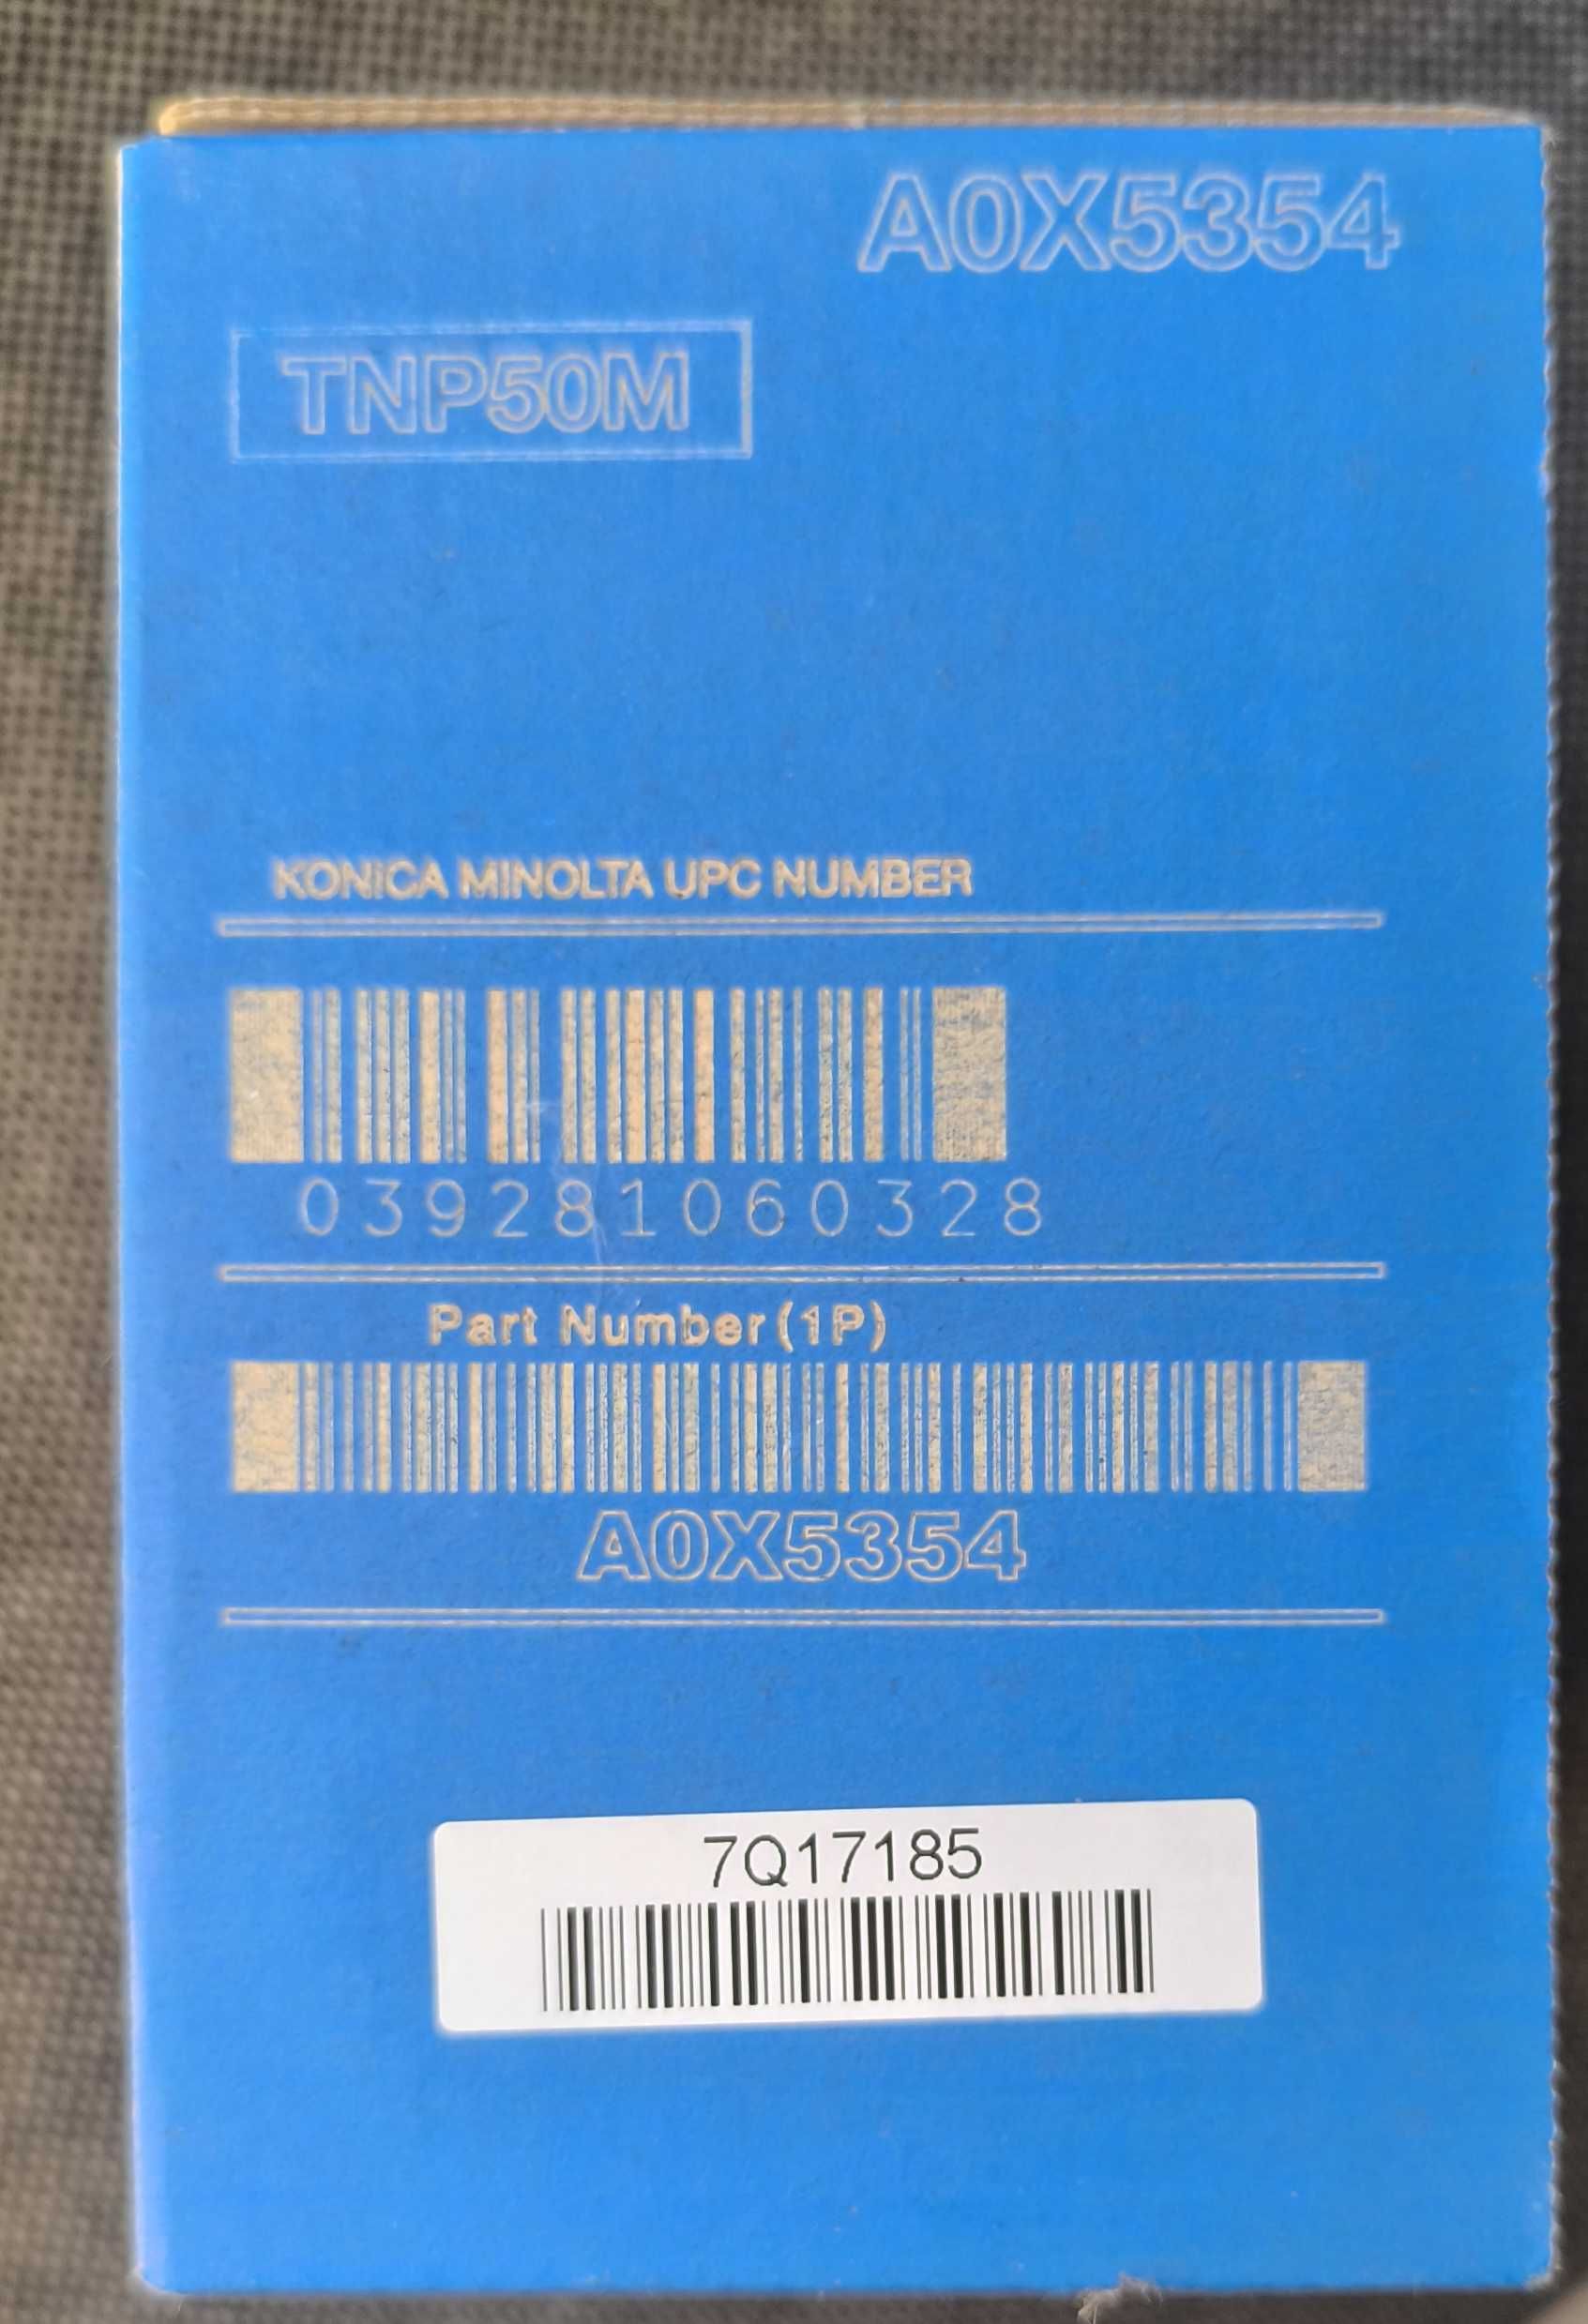 A0X5354
TNP50M
KONICA MINOLTA UPC NUMBER
039281060328
Part Number(1P)
A0X5354
7Q17185